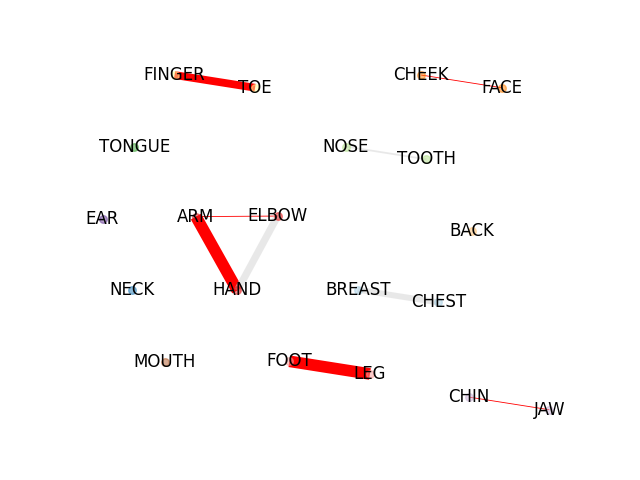 FINGER
TOE
CHEEK
FACE
TONGUE
NOSE
TOOTH
EAR
ARM
ELBOW
BACK
NECK
HAND
BREAST
CHEST
MOUTH
FOOT
LEG
CHIN
JAW